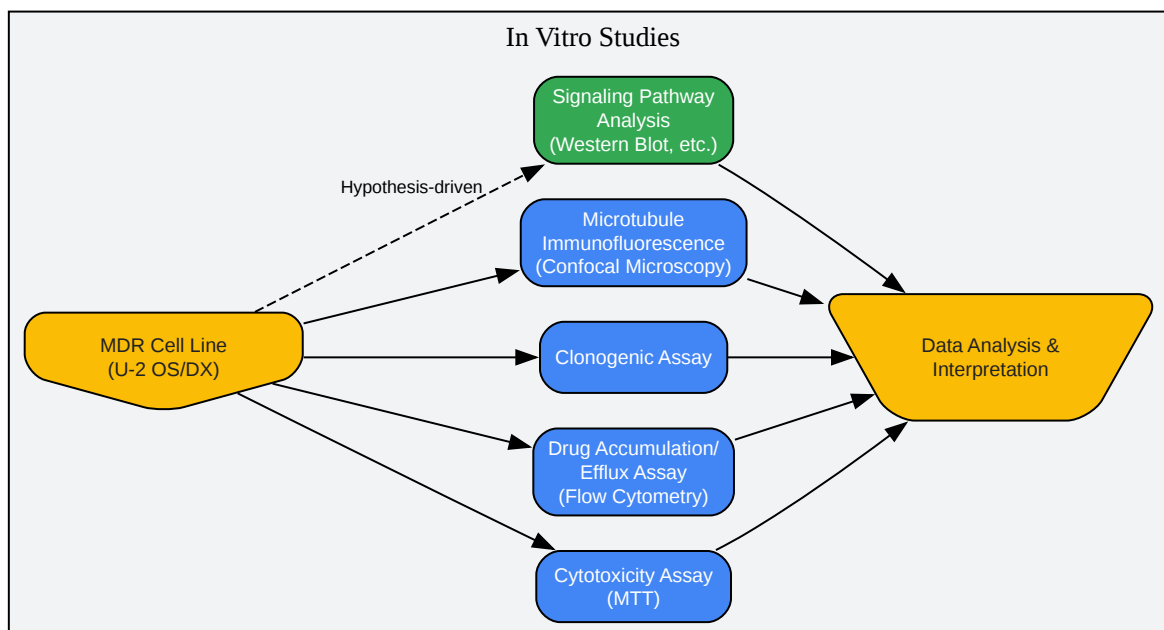 In Vitro Studies
Signaling Pathway
Analysis
(Western Blot, etc.)
Hypothesis-driven
Microtubule
Immunofluorescence
(Confocal Microscopy)
MDR Cell Line
(U-2 OS/DX)
Clonogenic Assay
Data Analysis &
Interpretation
Drug Accumulation/
Efflux Assay
(Flow Cytometry)
Cytotoxicity Assay
(MTT)